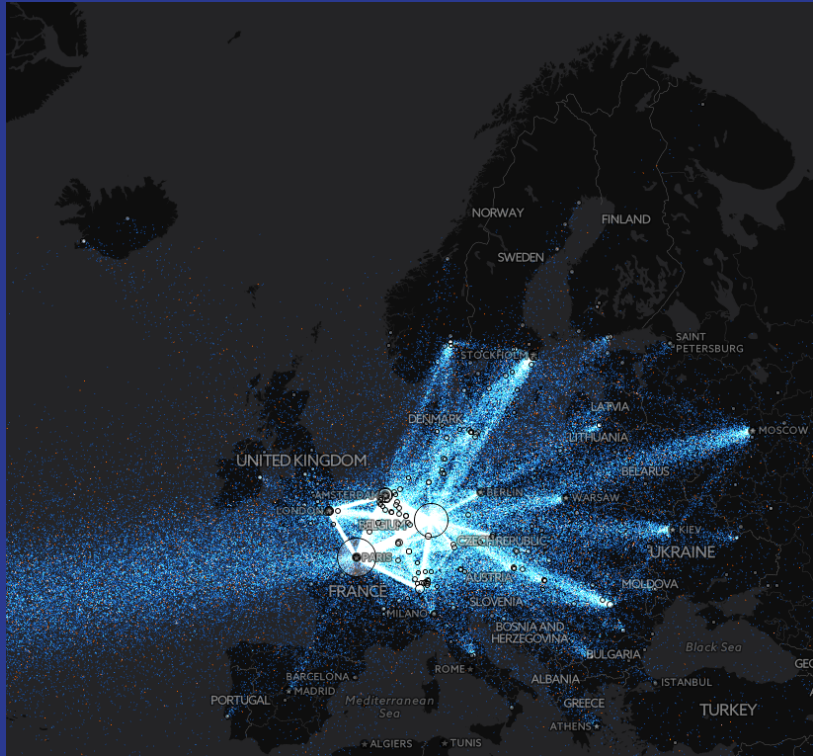 NORWAY
FINLAND
SWEDEN
STOCKHOLM
SAINT
PETERSBURG
DENMARK
LATVIA
LITHUANIA
MOSCOW
UNITED KINGDOM
BELARUS
AMSTERDAM
BERLIN
WARSAW
LONDON
BELGIUM
KIEV
CZECH REPUBLIC
UKRAINE
PARIS
AUSTRIA
MOLDOVA
FRANCE
SLOVENIA
MILANO
BOSNIA AND
HERZEGOVINA
BULGARIA
Black Sea
ROME
BARCELONA
ALBANIA
ISTANBUL
MADRID
PORTUGAL
Mediterranean
Sea
GREECE
TURKEY
ATHENS
ALGIERS
TUNIS